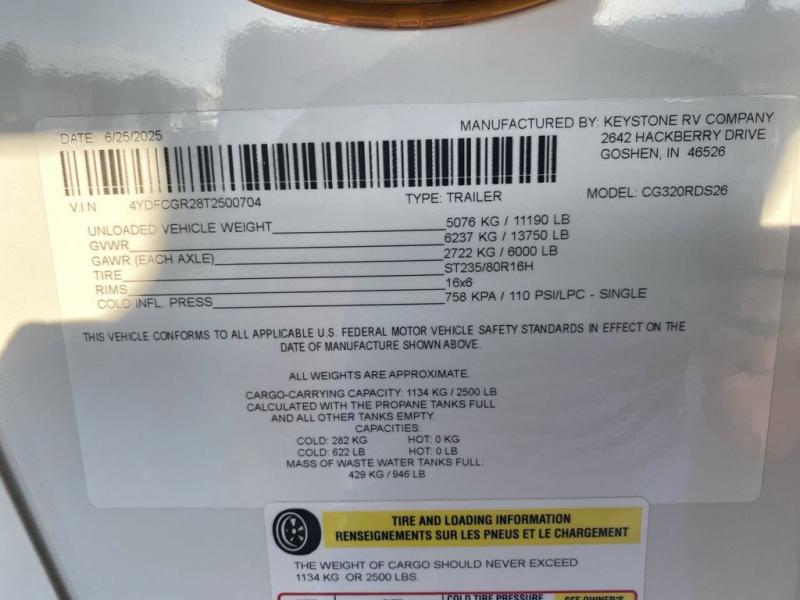 DATE: 6/25/2025
MANUFACTURED BY: KEYSTONE RV COMPANY
2642 HACKBERRY DRIVE
GOSHEN, IN 46526
V.I.N 4YDFCGR28T2500704 TYPE: TRAILER MODEL: CG320RDS26
UNLOADED VEHICLE WEIGHT 5076 KG / 11190 LB
GVWR 6237 KG / 13750 LB
GAWR (EACH AXLE) 2722 KG / 6000 LB
TIRE ST235/80R16H
RIMS 16x6
COLD INFL. PRESS 758 KPA / 110 PSI/LPC - SINGLE
THIS VEHICLE CONFORMS TO ALL APPLICABLE U.S. FEDERAL MOTOR VEHICLE SAFETY STANDARDS IN EFFECT ON THE
DATE OF MANUFACTURE SHOWN ABOVE.
ALL WEIGHTS ARE APPROXIMATE.
CARGO-CARRYING CAPACITY: 1134 KG / 2500 LB
CALCULATED WITH THE PROPANE TANKS FULL
AND ALL OTHER TANKS EMPTY.
CAPACITIES:
COLD: 282 KG HOT: 0 KG
COLD: 622 LB HOT: 0 LB
MASS OF WASTE WATER TANKS FULL:
429 KG / 946 LB
TIRE AND LOADING INFORMATION
RENSEIGNEMENTS SUR LES PNEUS ET LE CHARGEMENT
THE WEIGHT OF CARGO SHOULD NEVER EXCEED
1134 KG OR 2500 LBS.
COLD TIRE PRESSURE SEE OWNER'S